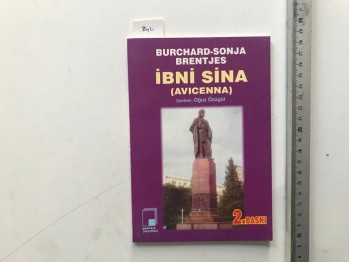 BURCHARD-SONJA
BRENTJES
İBNİ SİNA
(AVICENNA)
Çeviren: Oğuz Özügül
2. BASKI